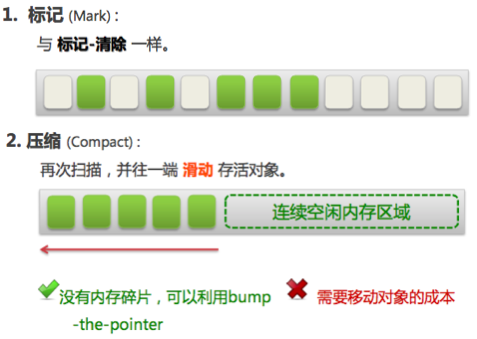 1. 标记 (Mark) :
与 标记-清除 一样。
2. 压缩 (Compact) :
再次扫描，并往一端 滑动 存活对象。
连续空闲内存区域
没有内存碎片，可以利用bump
-the-pointer
需要移动对象的成本